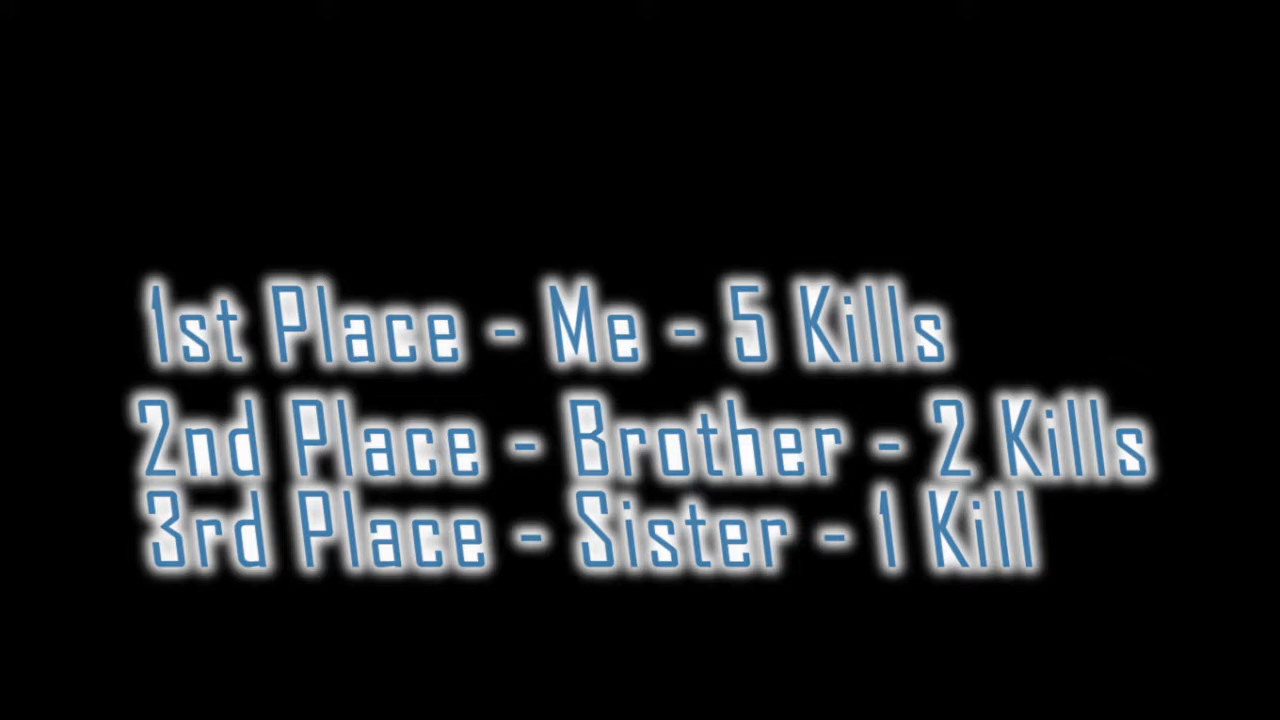 1st Place - Me - 5 Kills
2nd Place - Brother - 2 Kills
3rd Place - Sister - 1 Kill